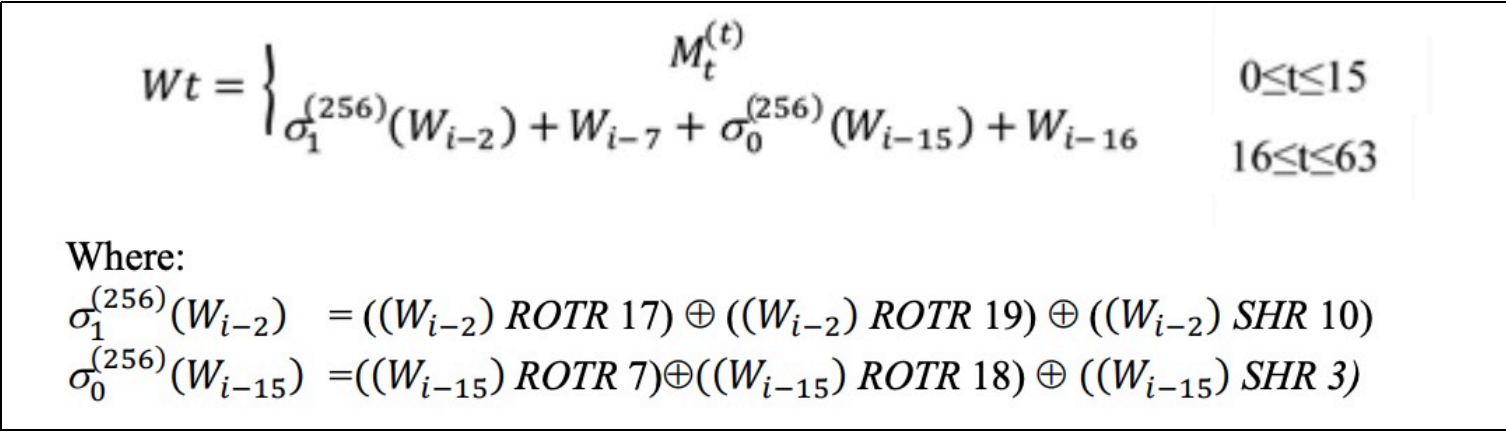 Wt = { M_t^{(t)} 0≤t≤15
σ_1^{(256)}(W_{i-2}) + W_{i-7} + σ_0^{(256)}(W_{i-15}) + W_{i-16} 16≤t≤63
Where:
σ_1^{(256)}(W_{i-2}) = ((W_{i-2}) ROTR 17) ⊕ ((W_{i-2}) ROTR 19) ⊕ ((W_{i-2}) SHR 10)
σ_0^{(256)}(W_{i-15}) =((W_{i-15}) ROTR 7)⊕((W_{i-15}) ROTR 18) ⊕ ((W_{i-15}) SHR 3)